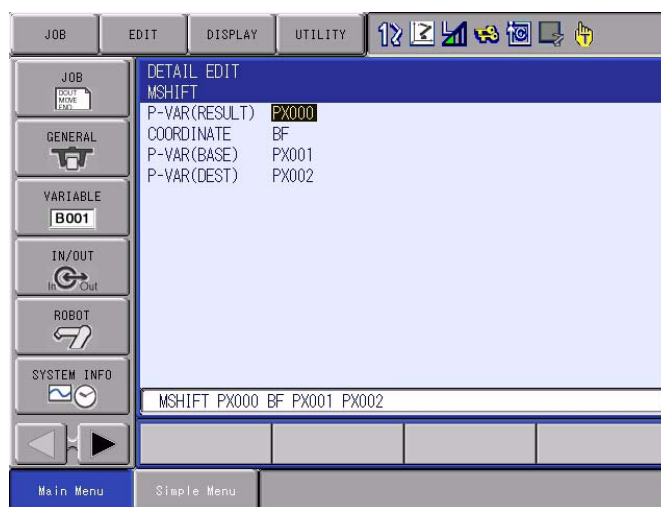 JOB EDIT DISPLAY UTILITY
JOB
DOUT
MOVE
END
GENERAL
VARIABLE
B001
IN/OUT
In Out
ROBOT
SYSTEM INFO
DETAIL EDIT
MSHIFT
P-VAR(RESULT) PX000
COORDINATE BF
P-VAR(BASE) PX001
P-VAR(DEST) PX002
MSHIFT PX000 BF PX001 PX002
Main Menu Simple Menu